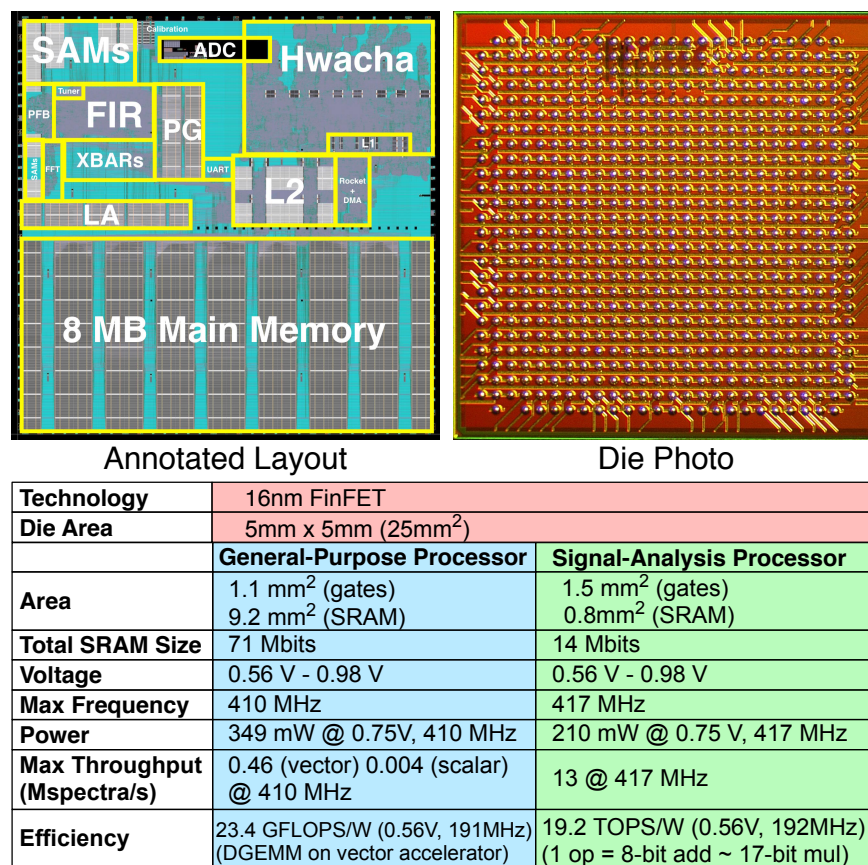 Calibration
SAMs
ADC
Hwacha
Tuner
PFB
FIR
PG
L1
SAMs
FFT
XBARs
UART
L2
Rocket
+
DMA
LA
8 MB Main Memory
Annotated Layout
Die Photo
Technology 16nm FinFET
Die Area 5mm x 5mm (25mm²)
General-Purpose Processor Signal-Analysis Processor
Area 1.1 mm² (gates) 1.5 mm² (gates)
9.2 mm² (SRAM) 0.8mm² (SRAM)
Total SRAM Size 71 Mbits 14 Mbits
Voltage 0.56 V - 0.98 V 0.56 V - 0.98 V
Max Frequency 410 MHz 417 MHz
Power 349 mW @ 0.75V, 410 MHz 210 mW @ 0.75 V, 417 MHz
Max Throughput 0.46 (vector) 0.004 (scalar) 13 @ 417 MHz
(Mspectra/s) @ 410 MHz
Efficiency 23.4 GFLOPS/W (0.56V, 191MHz) 19.2 TOPS/W (0.56V, 192MHz)
(DGEMM on vector accelerator) (1 op = 8-bit add ~ 17-bit mul)